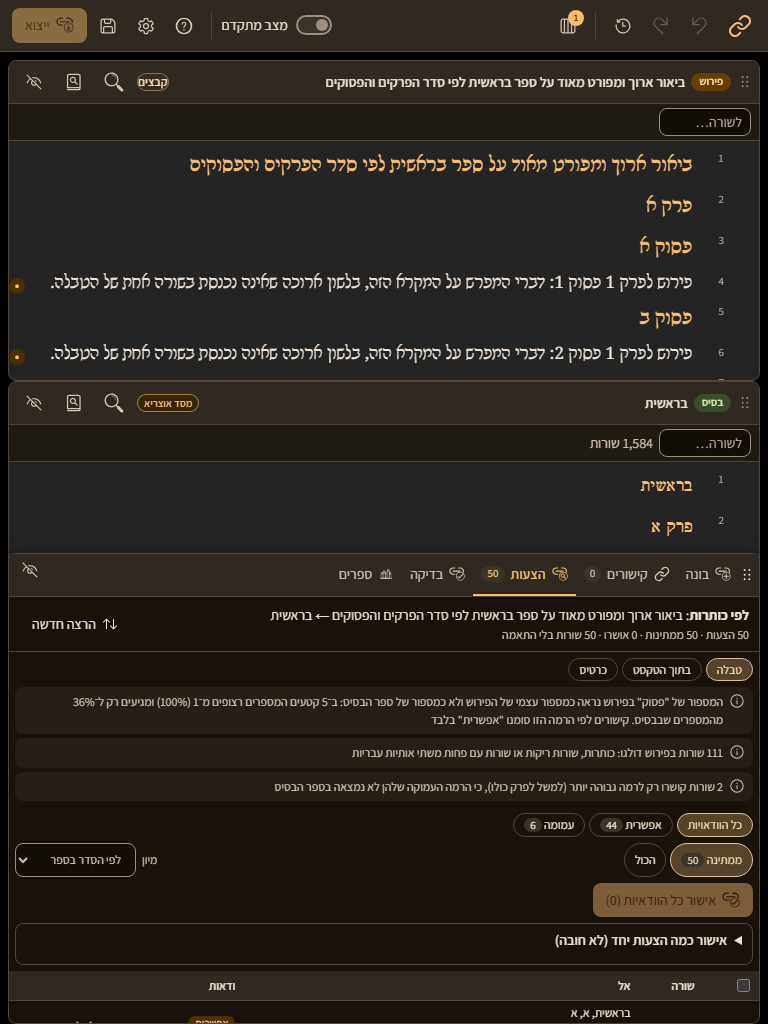 1
מצב מתקדם
ייצוא
פירוש
ביאור ארוך ומפורט מאוד על ספר בראשית לפי סדר הפרקים והפסוקים
קבצים
לשורה...
1 ביאור ארוך ומפורט מאוד על ספר בראשית לפי סדר הפרקים והפסוקים
2 פרק א
3 פסוק א
4 פירוש לפרק 1 פסוק 1: דברי המפרש על המקרא הזה, בלשון ארוכה שאינה נכנסת בשורה אחת של הטבלה.
5 פסוק ב
6 פירוש לפרק 1 פסוק 2: דברי המפרש על המקרא הזה, בלשון ארוכה שאינה נכנסת בשורה אחת של הטבלה.
בסיס
בראשית
מסד אוצריא
לשורה...
1,584 שורות
1 בראשית
2 פרק א
בונה
קישורים 0
הצעות 50
בדיקה
ספרים
לפי כותרות: ביאור ארוך ומפורט מאוד על ספר בראשית לפי סדר הפרקים והפסוקים ← בראשית
50 הצעות · 50 ממתינות · 0 אושרו · 50 שורות בלי התאמה
הרצה חדשה
טבלה
בתוך הטקסט
כרטיס
המספור של "פסוק" בפירוש נראה כמספור עצמי של הפירוש ולא כמספור של ספר הבסיס: ב־5 קטעים המספרים רצופים מ־1 (100%) ומגיעים רק ל־36%
מהמספרים שבבסיס. קישורים לפי הרמה הזו סומנו "אפשרית" בלבד
111 שורות בפירוש דולגו: כותרות, שורות ריקות או שורות עם פחות משתי אותיות עבריות
2 שורות קושרו רק לרמה גבוהה יותר (למשל לפרק כולו), כי הרמה העמוקה שלהן לא נמצאה בספר הבסיס
כל הוודאויות
אפשרית 44
עמומה 6
ממתינה 50
הכול
מיון
לפי הסדר בספר
אישור כל הוודאיות (0)
אישור כמה הצעות יחד (לא חובה)
שורה
אל
ודאות
בראשית, א, א